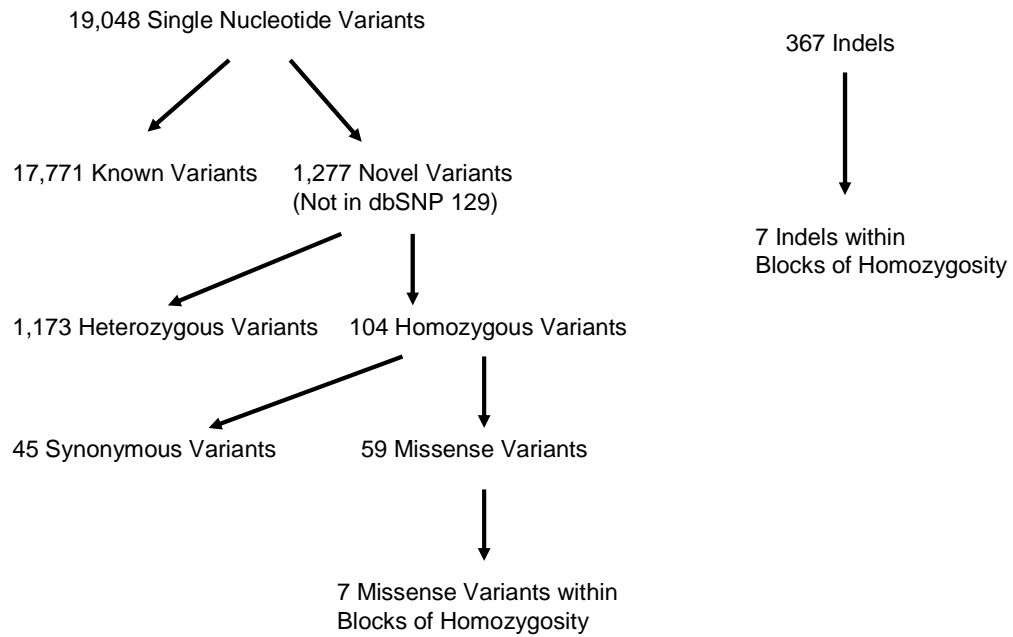 19,048 Single Nucleotide Variants
367 Indels
17,771 Known Variants
1,277 Novel Variants
(Not in dbSNP 129)
7 Indels within
Blocks of Homozygosity
1,173 Heterozygous Variants
104 Homozygous Variants
45 Synonymous Variants
59 Missense Variants
7 Missense Variants within
Blocks of Homozygosity